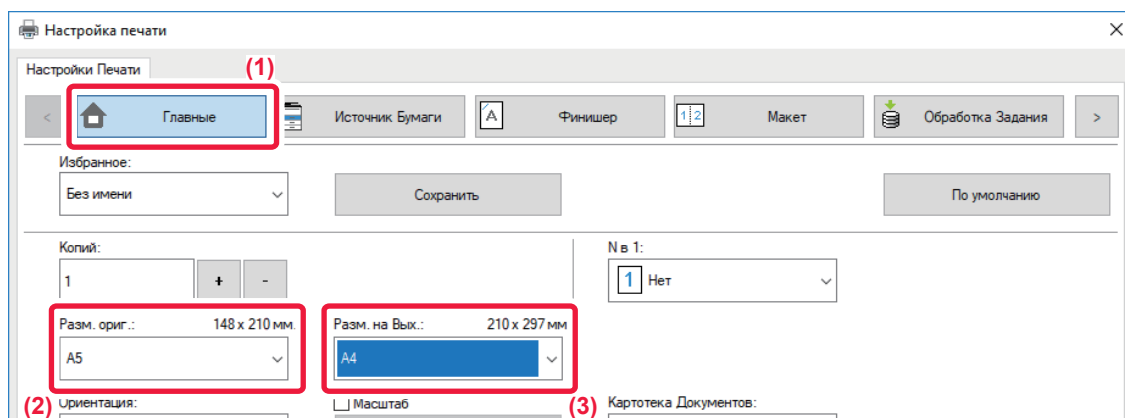 Настройка печати
Настройки Печати
(1)
< Главные Источник Бумаги A Финишер 1 2 Макет Обработка Задания >
Избранное:
Без имени Сохранить По умолчанию
Копий: N в 1:
1 + - 1 Нет
Разм. ориг.: 148 x 210 мм. Разм. на Вых.: 210 x 297 мм
A5 A4
(2) Ориентация: Масштаб (3) Картотека Документов: